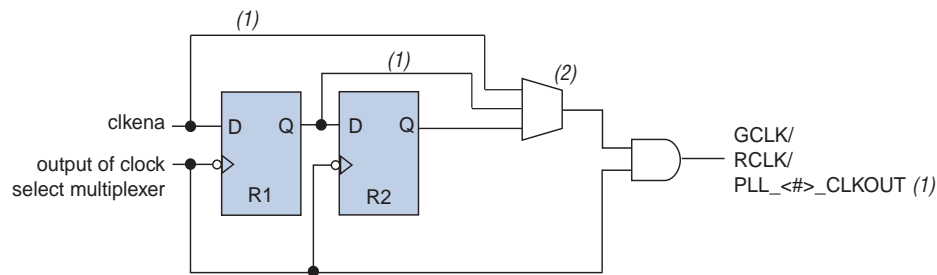 (1)
(1)
(2)
clkena
D
Q
D
Q
output of clock
select multiplexer
R1
R2
GCLK/
RCLK/
PLL_<#>_CLKOUT (1)